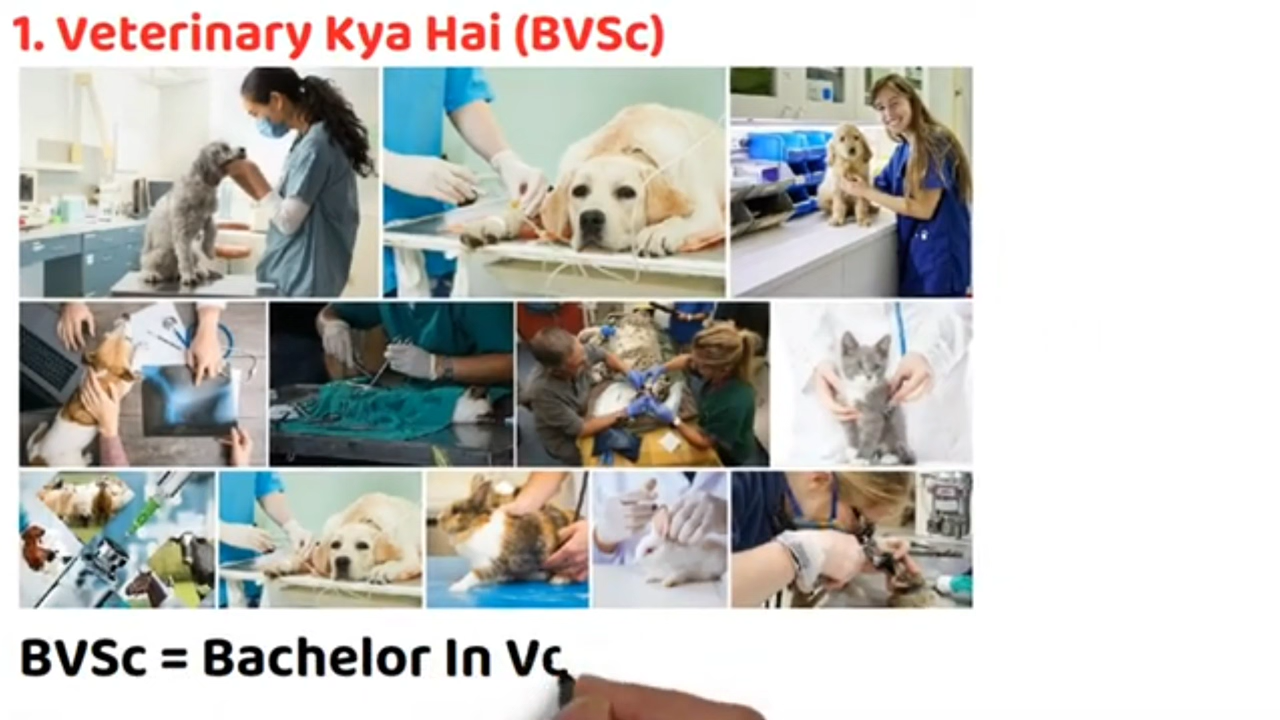 1. Veterinary Kya Hai (BVSc)
BVSc = Bachelor In